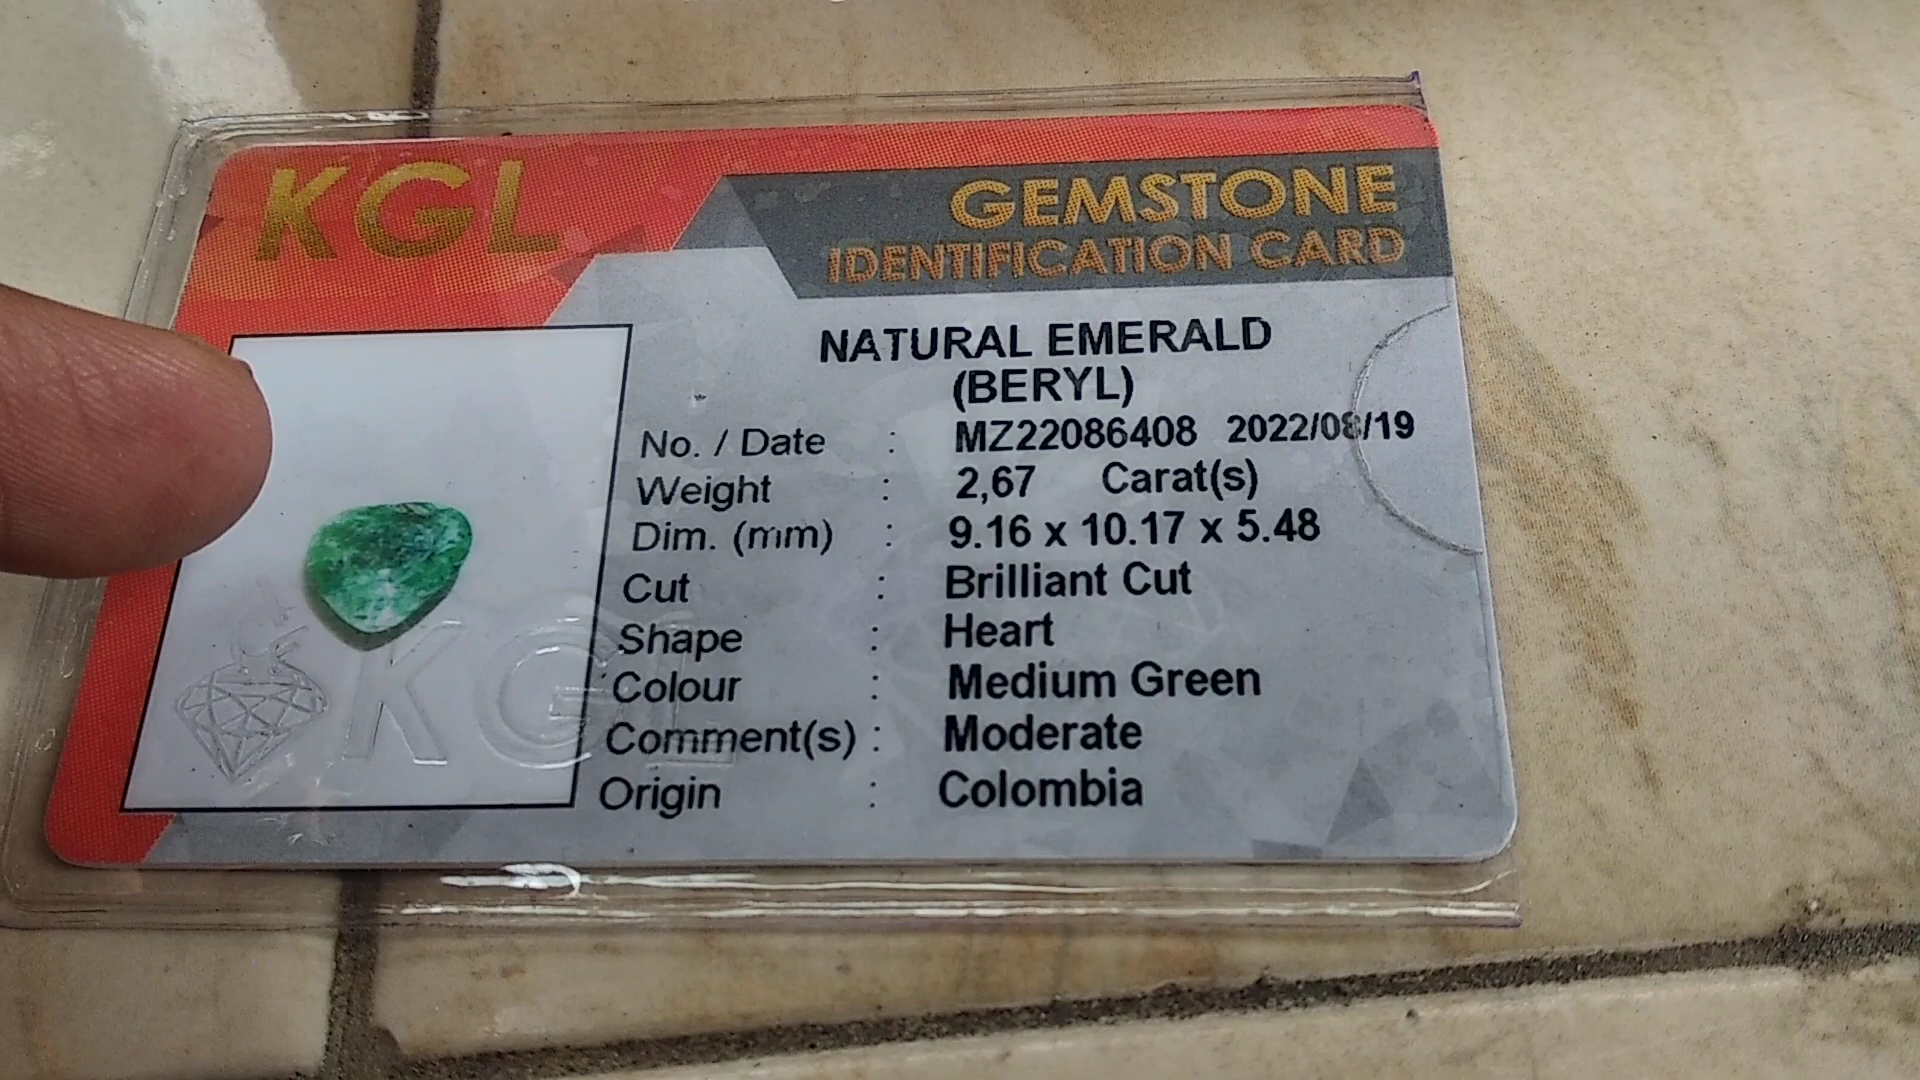 KGL
GEMSTONE
IDENTIFICATION CARD
NATURAL EMERALD
(BERYL)
No. / Date : MZ22086408 2022/08/19
Weight : 2,67 Carat(s)
Dim. (mm) : 9.16 x 10.17 x 5.48
Cut : Brilliant Cut
Shape : Heart
Colour : Medium Green
Comment(s) : Moderate
Origin : Colombia
KGL